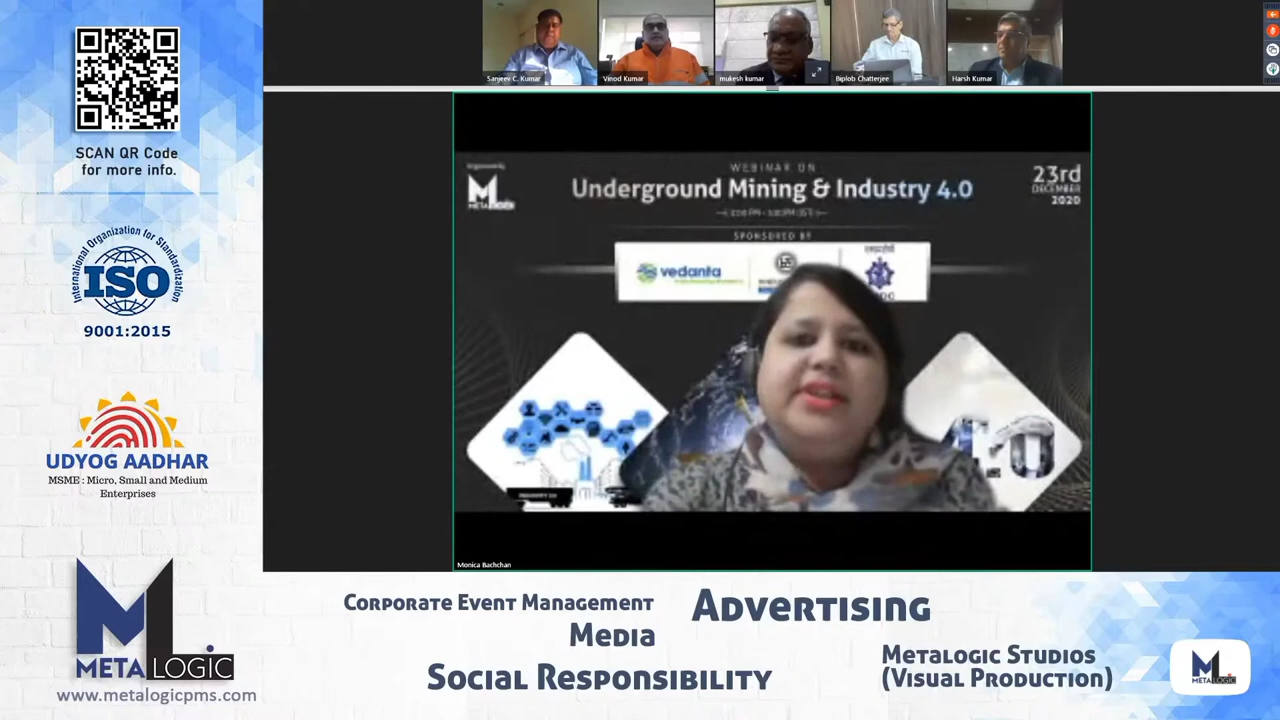 SCAN QR Code
for more info.
International Organization for Standardization
ISO
9001:2015
UDYOG AADHAR
MSME : Micro, Small and Medium
Enterprises
METALOGIC
www.metalogicpms.com
Sanjeev C. Kumar
Vinod Kumar
mukesh kumar
Biplob Chatterjee
Harsh Kumar
METALOGIC
WEBINAR ON
Underground Mining & Industry 4.0
23rd
DECEMBER
2020
SPONSORED BY
vedanta
Monica Bachchan
Corporate Event Management
Advertising
Media
Social Responsibility
Metalogic Studios
(Visual Production)
METALOGIC